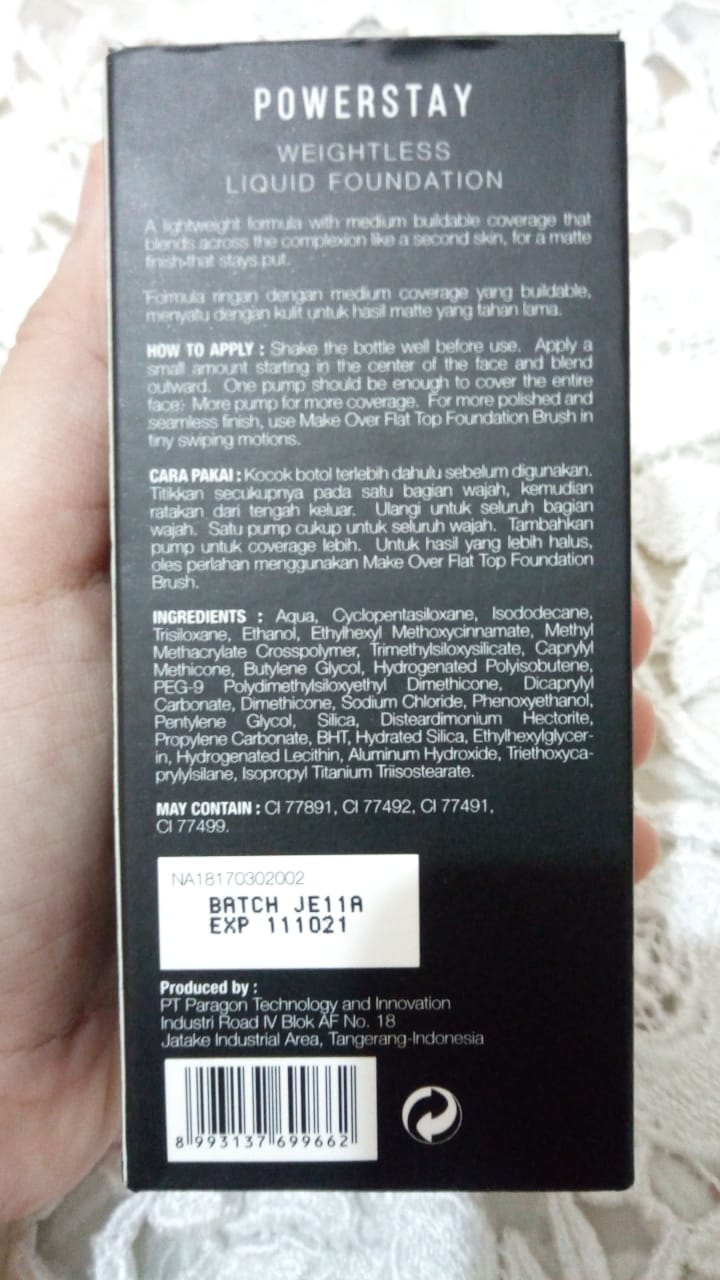 POWERSTAY
WEIGHTLESS
LIQUID FOUNDATION
A lightweight formula with medium buildable coverage that
blends across the complexion like a second skin, for a matte
finish that stays put.
Formula ringan dengan medium coverage yang buildable,
menyatu dengan kulit untuk hasil matte yang tahan lama.
HOW TO APPLY : Shake the bottle well before use. Apply a
small amount starting in the center of the face and blend
outward. One pump should be enough to cover the entire
face. More pump for more coverage. For more polished and
seamless finish, use Make Over Flat Top Foundation Brush in
tiny swiping motions.
CARA PAKAI : Kocok botol terlebih dahulu sebelum digunakan.
Titikkan secukupnya pada satu bagian wajah, kemudian
ratakan dari tengah keluar. Ulangi untuk seluruh bagian
wajah. Satu pump cukup untuk seluruh wajah. Tambahkan
pump untuk coverage lebih. Untuk hasil yang lebih halus,
oles perlahan menggunakan Make Over Flat Top Foundation
Brush.
INGREDIENTS : Aqua, Cyclopentasiloxane, Isododecane,
Trisiloxane, Ethanol, Ethylhexyl Methoxycinnamate, Methyl
Methacrylate Crosspolymer, Trimethylsiloxysilicate, Caprylyl
Methicone, Butylene Glycol, Hydrogenated Polyisobutene,
PEG-9 Polydimethylsiloxyethyl Dimethicone, Dicaprylyl
Carbonate, Dimethicone, Sodium Chloride, Phenoxyethanol,
Pentylene Glycol, Silica, Disteardimonium Hectorite,
Propylene Carbonate, BHT, Hydrated Silica, Ethylhexylglycer-
in, Hydrogenated Lecithin, Aluminum Hydroxide, Triethoxyca-
prylylsilane, Isopropyl Titanium Triisostearate.
MAY CONTAIN : CI 77891, CI 77492, CI 77491,
CI 77499.
NA18170302002
BATCH JE11A
EXP 111021
Produced by :
PT Paragon Technology and Innovation
Industri Road IV Blok AF No. 18
Jatake Industrial Area, Tangerang-Indonesia
8 993137 699662